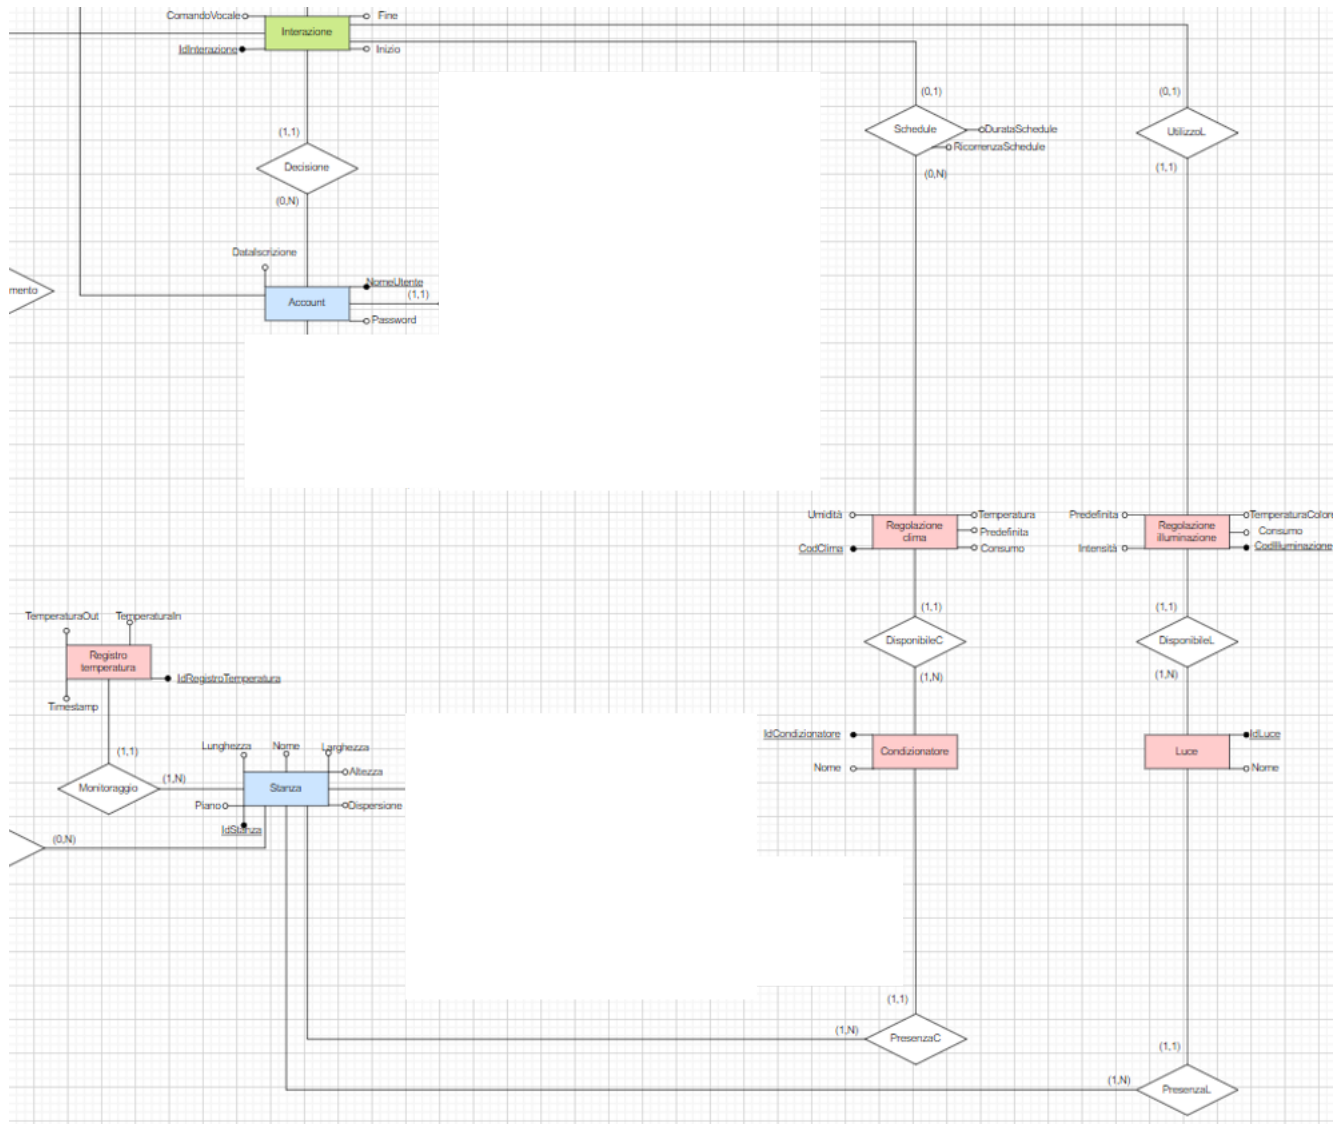 ComandoVocale
Fine
Interazione
IdInterazione
Inizio
(0,1)
(0,1)
Schedule
DurataSchedule
UtilizzoL
RicorrenzaSchedule
(1,1)
Decisione
(0,N)
(1,1)
(0,N)
DataIscrizione
NomeUtente
mento
Account
(1,1)
Password
Umidità
Temperatura
Regolazione
clima
Predefinita
CodClima
Consumo
Predefinita
TemperaturaColore
Regolazione
illuminazione
Consumo
Intensità
CodIlluminazione
TemperaturaOut
TemperaturaIn
(1,1)
(1,1)
Registro
temperatura
DisponibileC
DisponibileL
IdRegistroTemperatura
(1,N)
(1,N)
Timestamp
(1,1)
Lunghezza
Nome
Larghezza
IdCondizionatore
Condizionatore
Nome
IdLuce
Luce
Nome
Monitoraggio
(1,N)
Stanza
Altezza
Piano
Dispersione
IdStanza
(0,N)
(1,1)
(1,N)
PresenzaC
(1,1)
(1,N)
PresenzaL